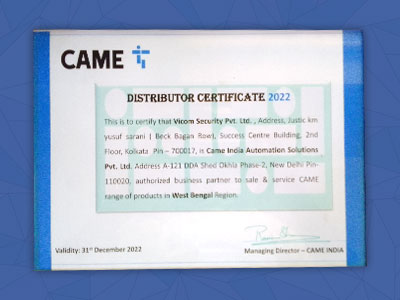 CAME
DISTRIBUTOR CERTIFICATE 2022
This is to certify that Vicom Security Pvt. Ltd. , Address, Justic km
yusuf sarani ( Beck Bagan Row), Success Centre Building, 2nd
Floor, Kolkata Pin – 700017, is Came India Automation Solutions
Pvt. Ltd. Address A-121 DDA Shed Okhla Phase-2, New Delhi Pin-
110020, authorized business partner to sale & service CAME
range of products in West Bengal Region.
Validity: 31st December 2022
Managing Director – CAME INDIA